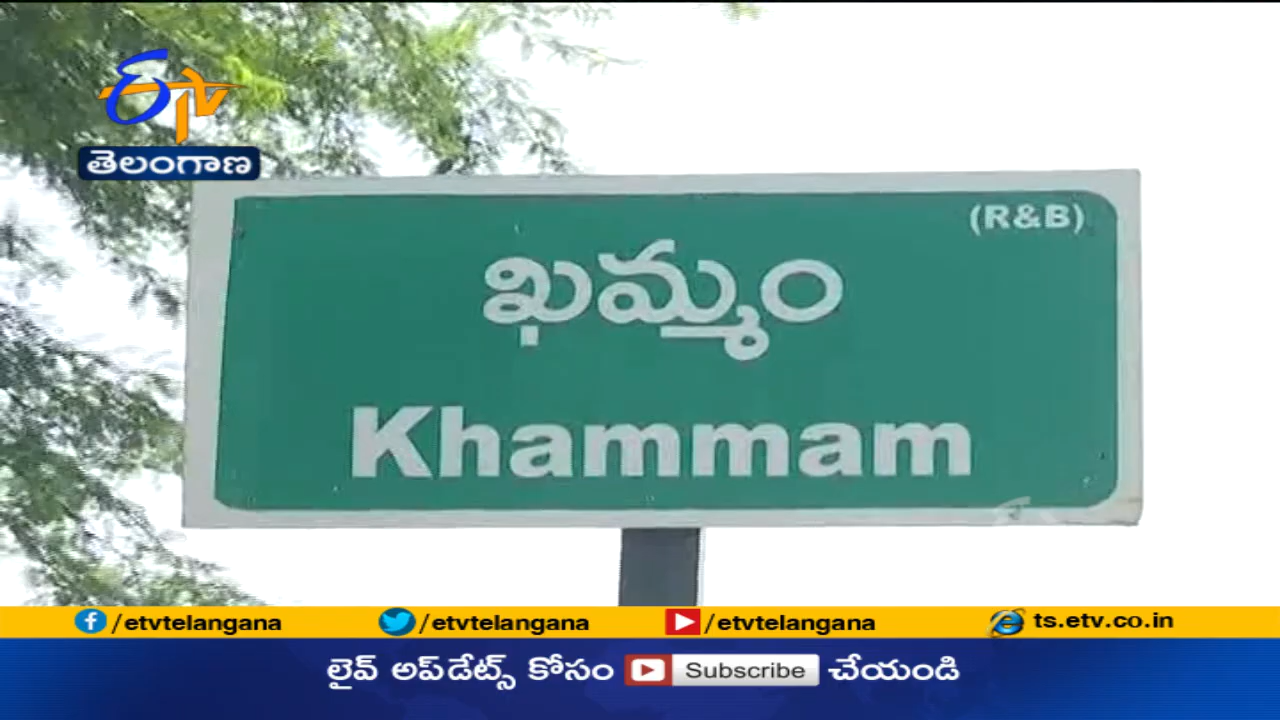 ETV
తెలంగాణ
(R&B)
ఖమ్మం
Khammam
/etvtelangana /etvtelangana /etvtelangana ts.etv.co.in
లైవ్ అప్‌డేట్స్ కోసం Subscribe చేయండి